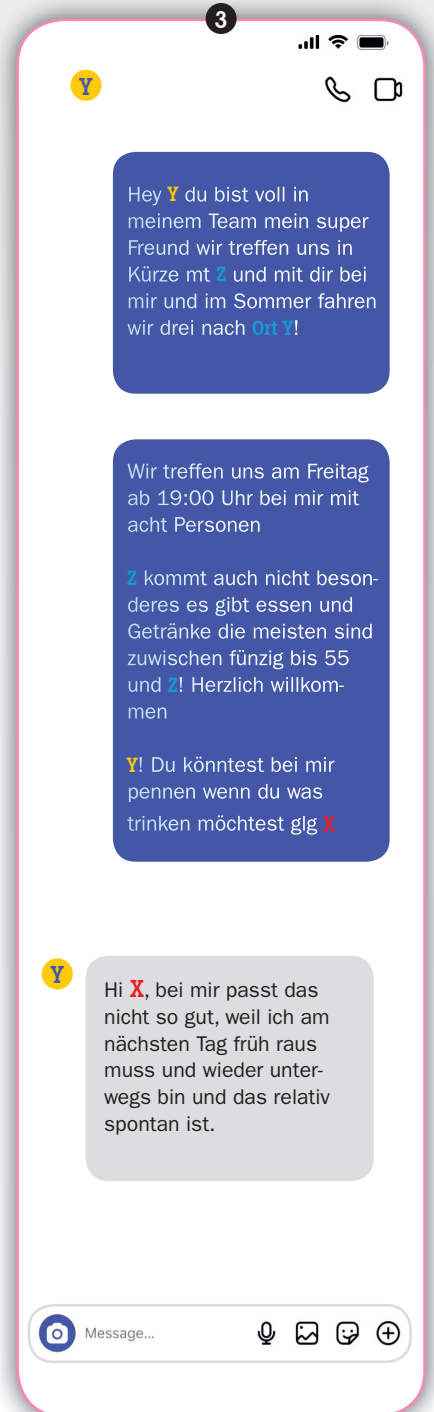 3
Y
Hey Y du bist voll in
meinem Team mein super
Freund wir treffen uns in
Kürze mt Z und mit dir bei
mir und im Sommer fahren
wir drei nach Ort Y!
Wir treffen uns am Freitag
ab 19:00 Uhr bei mir mit
acht Personen
Z kommt auch nicht beson-
deres es gibt essen und
Getränke die meisten sind
zuwischen fünzig bis 55
und Z! Herzlich willkom-
men
Y! Du könntest bei mir
pennen wenn du was
trinken möchtest glg X
Y
Hi X, bei mir passt das
nicht so gut, weil ich am
nächsten Tag früh raus
muss und wieder unter-
wegs bin und das relativ
spontan ist.
Message...